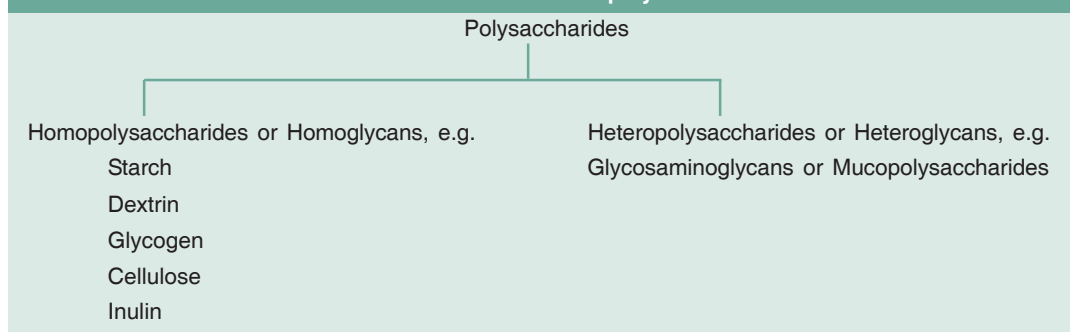 Polysaccharides
Homopolysaccharides or Homoglycans, e.g.
Starch
Dextrin
Glycogen
Cellulose
Inulin
Heteropolysaccharides or Heteroglycans, e.g.
Glycosaminoglycans or Mucopolysaccharides